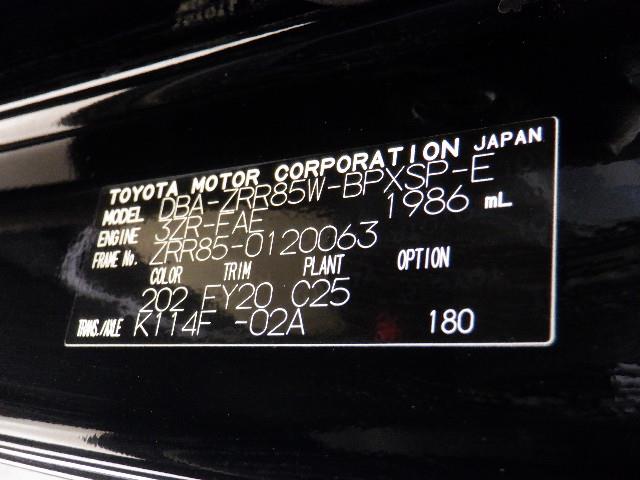 TOYOTA MOTOR CORPORATION JAPAN
MODEL DBA-ZRR85W-BPXSP-E
ENGINE 3ZR-FAE 1986 mL
FRAME No. ZRR85-0120063
COLOR TRIM PLANT OPTION
202 FY20 C25
TRANS./AXLE K114F -02A 180